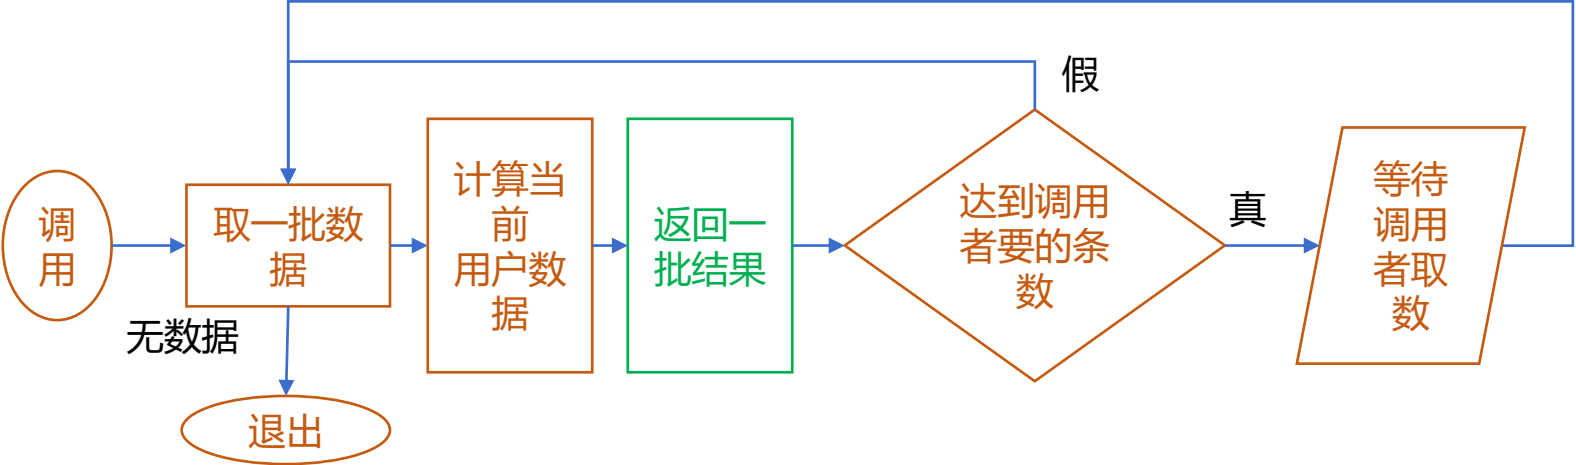 调
用
取一批数
据
无数据
退出
计算当
前
用户数
据
返回一
批结果
达到调用
者要的条
数
假
真
等待
调用
者取
数